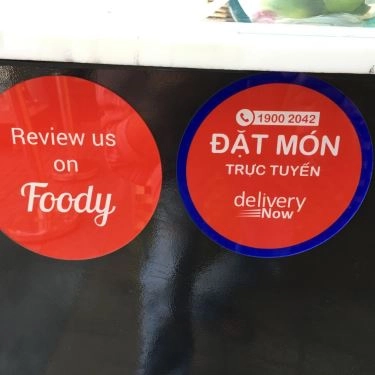 Review us
on
Foody
1900 2042
ĐẶT MÓN
TRỰC TUYẾN
delivery
Now